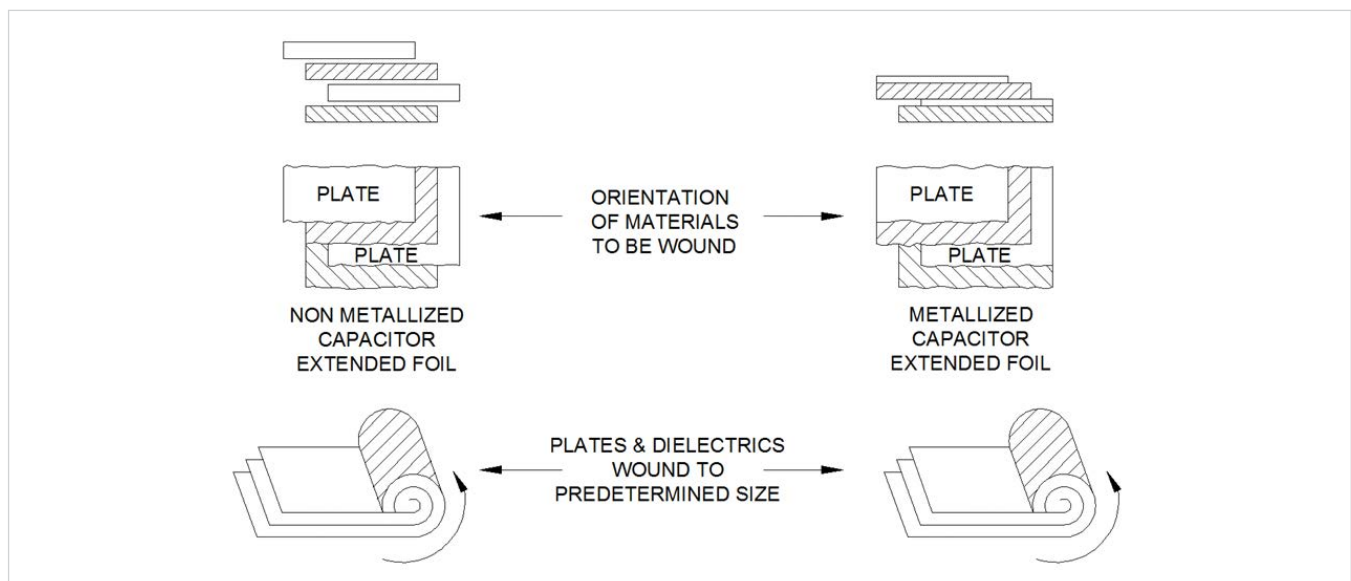 PLATE
PLATE
NON METALLIZED
CAPACITOR
EXTENDED FOIL
ORIENTATION
OF MATERIALS
TO BE WOUND
PLATE
PLATE
METALLIZED
CAPACITOR
EXTENDED FOIL
PLATES & DIELECTRICS
WOUND TO
PREDETERMINED SIZE